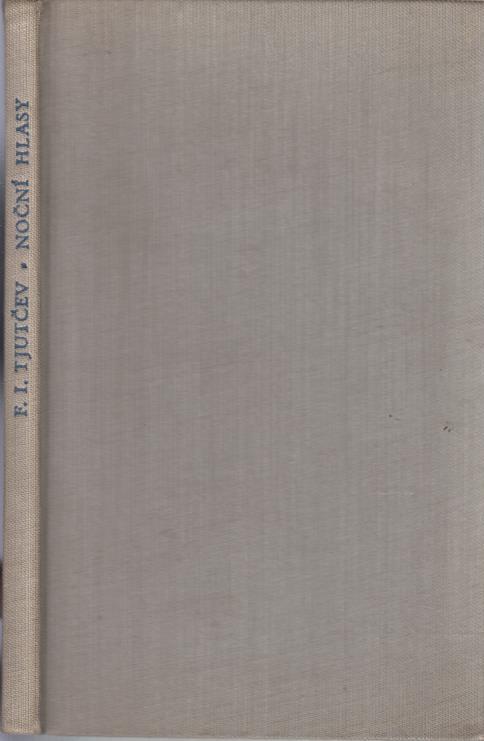 F. I. TJUTČEV • NOČNÍ HLASY